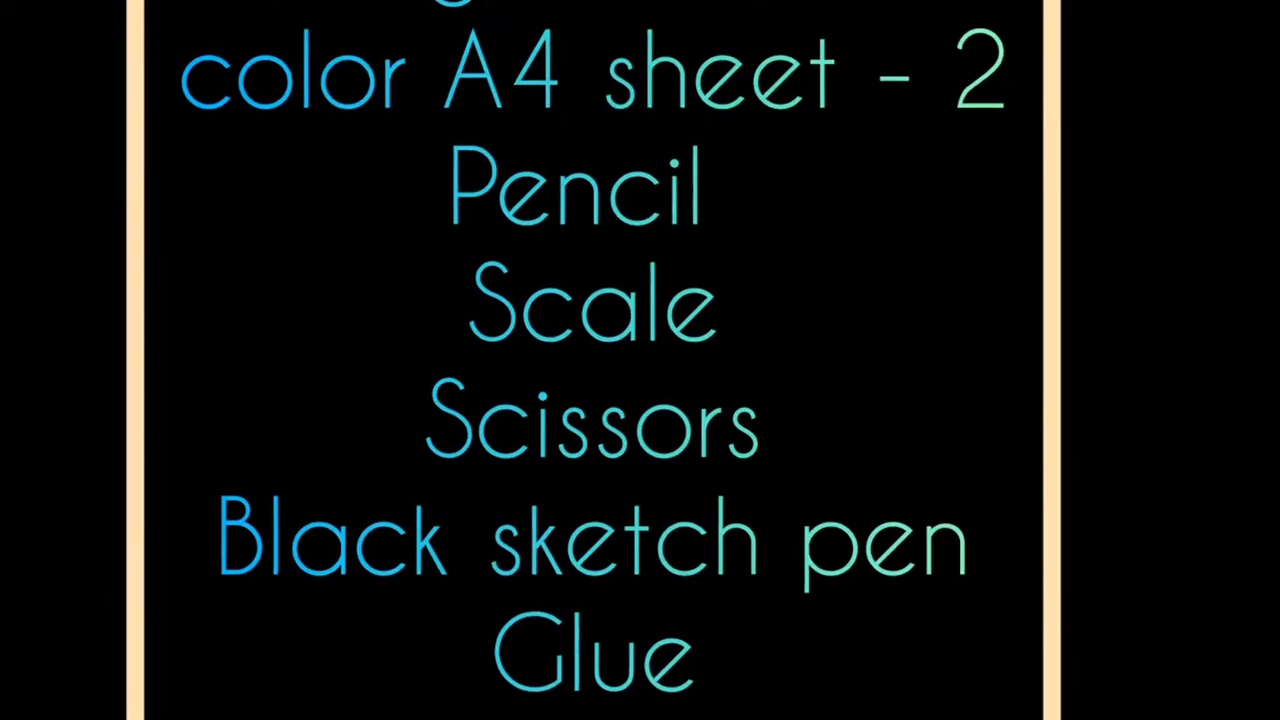 color A4 sheet - 2
Pencil
Scale
Scissors
Black sketch pen
Glue